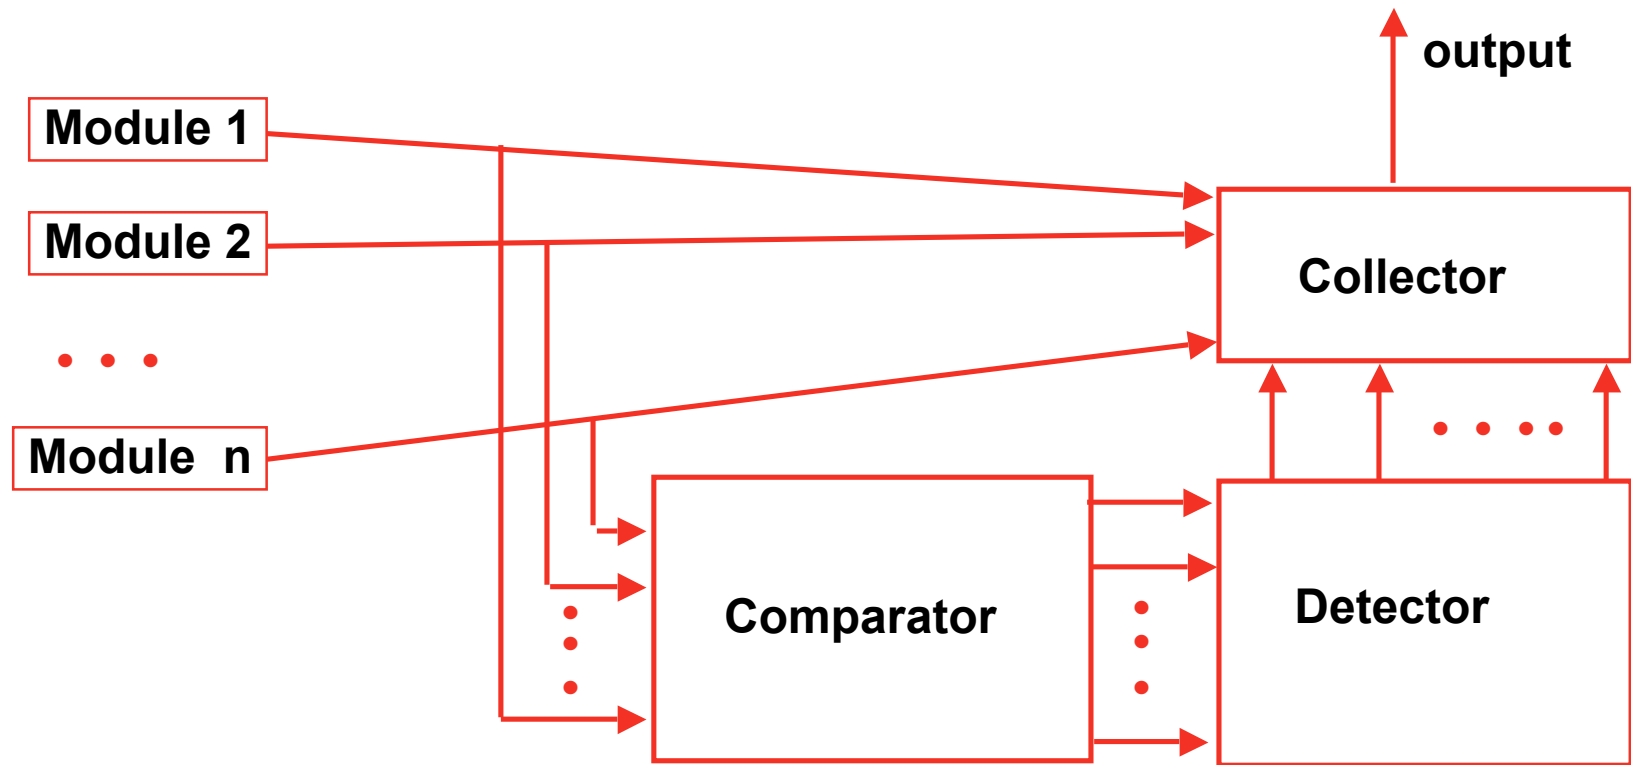 output
Module 1
Module 2
Collector
Module n
Comparator
Detector